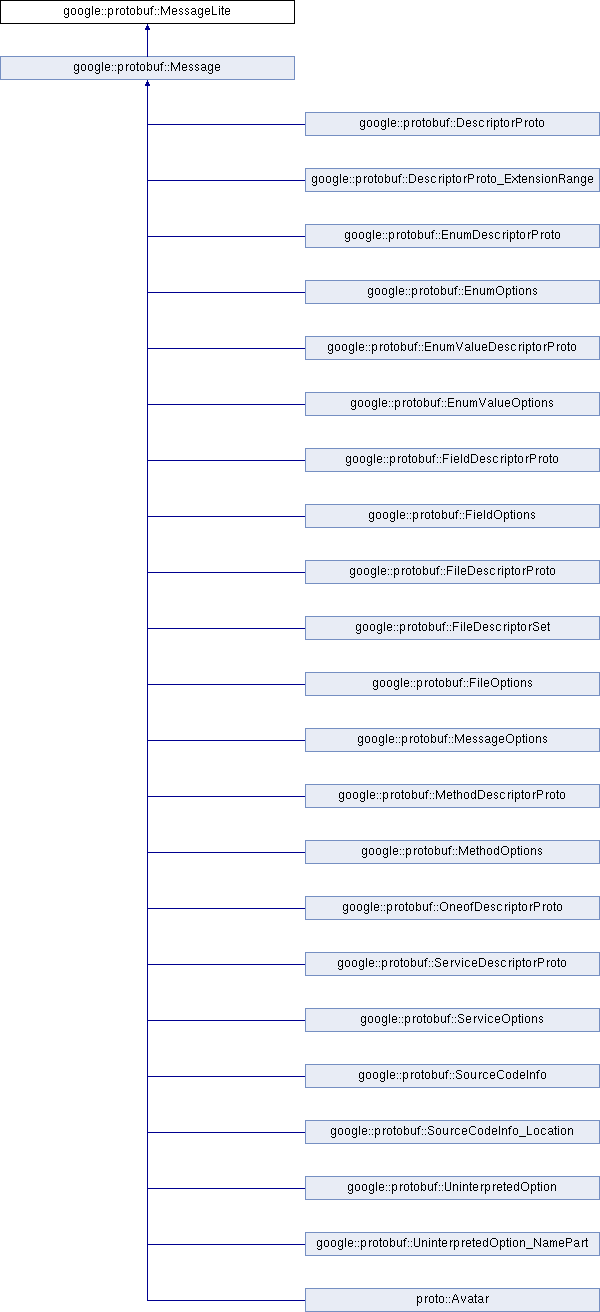 google::protobuf::MessageLite
google::protobuf::Message
google::protobuf::DescriptorProto
google::protobuf::DescriptorProto_ExtensionRange
google::protobuf::EnumDescriptorProto
google::protobuf::EnumOptions
google::protobuf::EnumValueDescriptorProto
google::protobuf::EnumValueOptions
google::protobuf::FieldDescriptorProto
google::protobuf::FieldOptions
google::protobuf::FileDescriptorProto
google::protobuf::FileDescriptorSet
google::protobuf::FileOptions
google::protobuf::MessageOptions
google::protobuf::MethodDescriptorProto
google::protobuf::MethodOptions
google::protobuf::OneofDescriptorProto
google::protobuf::ServiceDescriptorProto
google::protobuf::ServiceOptions
google::protobuf::SourceCodeInfo
google::protobuf::SourceCodeInfo_Location
google::protobuf::UninterpretedOption
google::protobuf::UninterpretedOption_NamePart
proto::Avatar